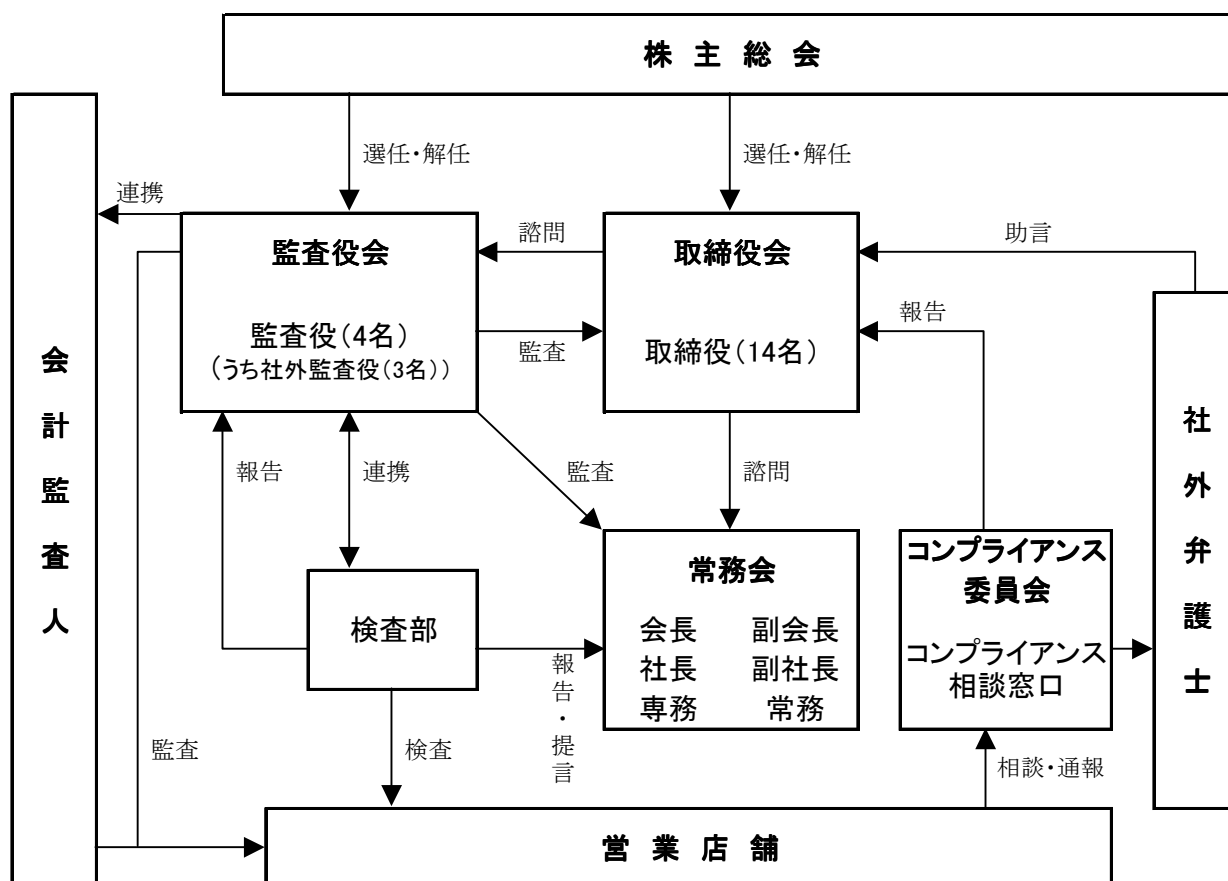 株主総会
選任・解任
選任・解任
連携
監査役会
監査役(4名)
(うち社外監査役(3名))
諮問
監査
取締役会
取締役(14名)
助言
報告
会計監査人
社外弁護士
報告
連携
監査
諮問
検査部
報告・提言
常務会
会長 副会長
社長 副社長
専務 常務
コンプライアンス
委員会
コンプライアンス
相談窓口
監査
検査
相談・通報
営業店舗